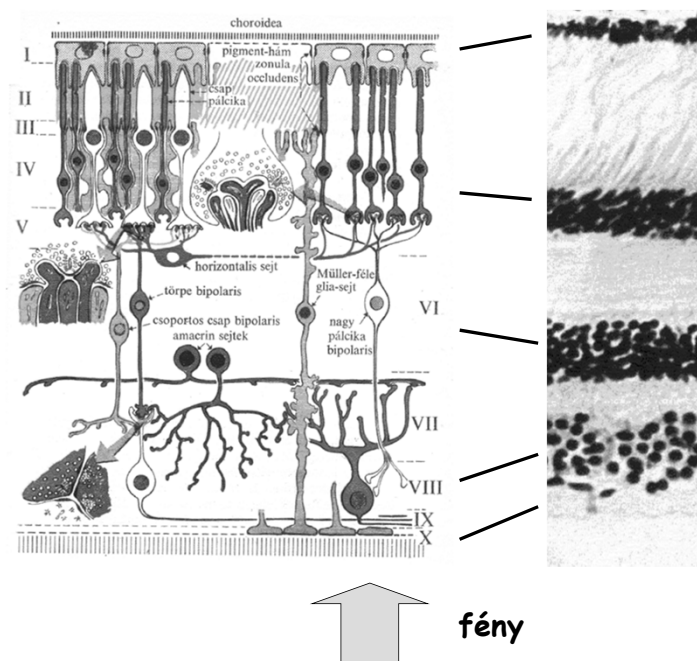 choroidea
I
pigment-hám
zonula
occludens
csap
pálcika
II
III
IV
V
horizontalis sejt
Müller-féle
glia-sejt
törpe bipolaris
VI
csoportos csap bipolaris
nagy
pálcika
bipolaris
amacrin sejtek
VII
VIII
IX
X
fény